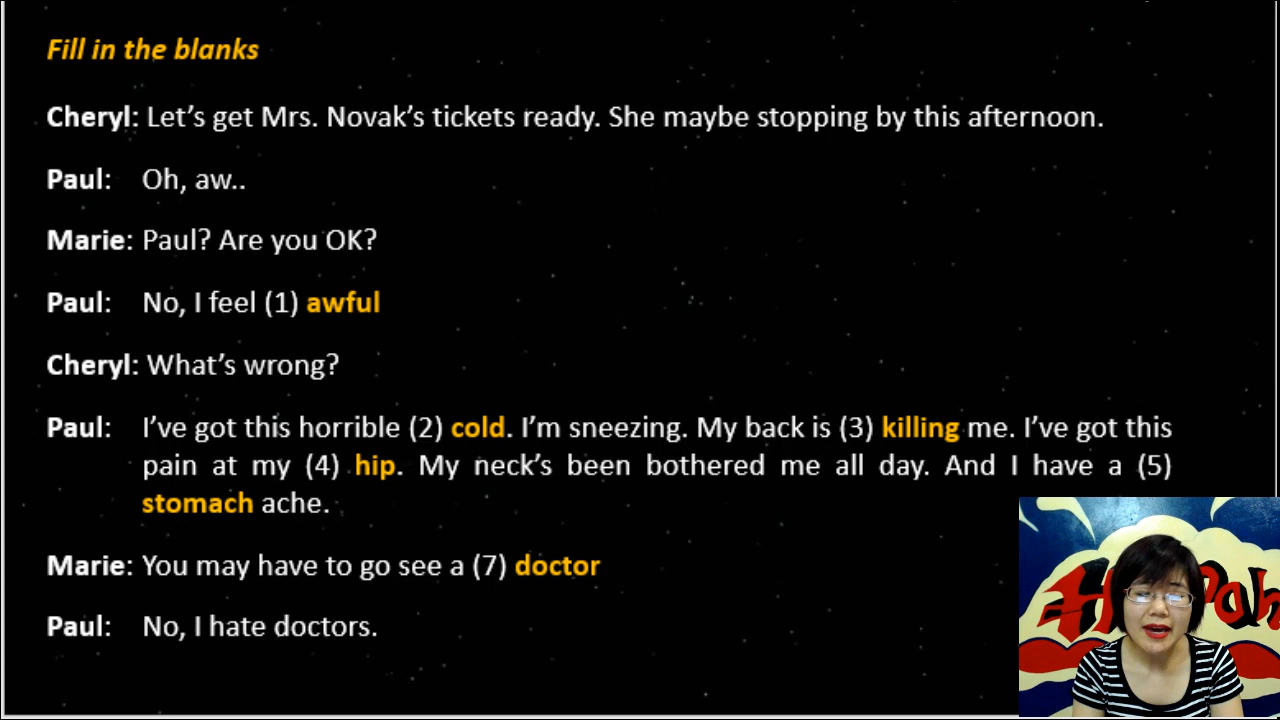 Fill in the blanks
Cheryl: Let's get Mrs. Novak's tickets ready. She maybe stopping by this afternoon.
Paul: Oh, aw..
Marie: Paul? Are you OK?
Paul: No, I feel (1) awful
Cheryl: What's wrong?
Paul: I've got this horrible (2) cold. I'm sneezing. My back is (3) killing me. I've got this
pain at my (4) hip. My neck's been bothered me all day. And I have a (5)
stomach ache.
Marie: You may have to go see a (7) doctor
Paul: No, I hate doctors.